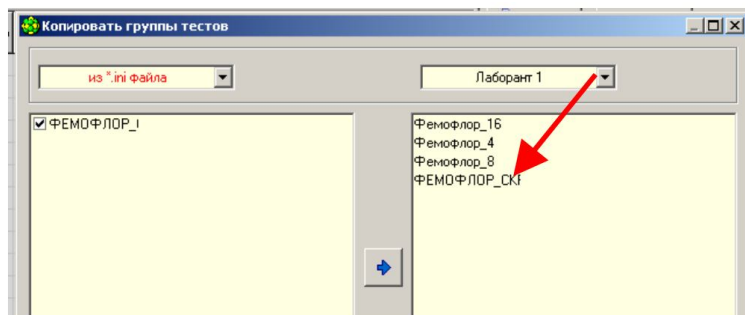 Копировать группы тестов
из *.ini файла
Лаборант 1
ФЕМОФЛОР_
Фемофлор_16
Фемофлор_4
Фемофлор_8
ФЕМОФЛОР_СК